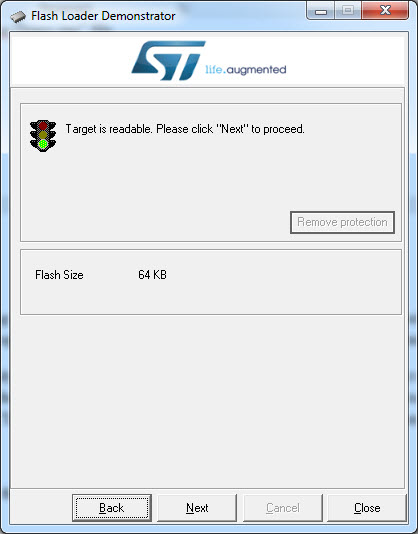 Flash Loader Demonstrator
ST
life.augmented
Target is readable. Please click "Next" to proceed.
Remove protection
Flash Size 64 KB
Back Next Cancel Close